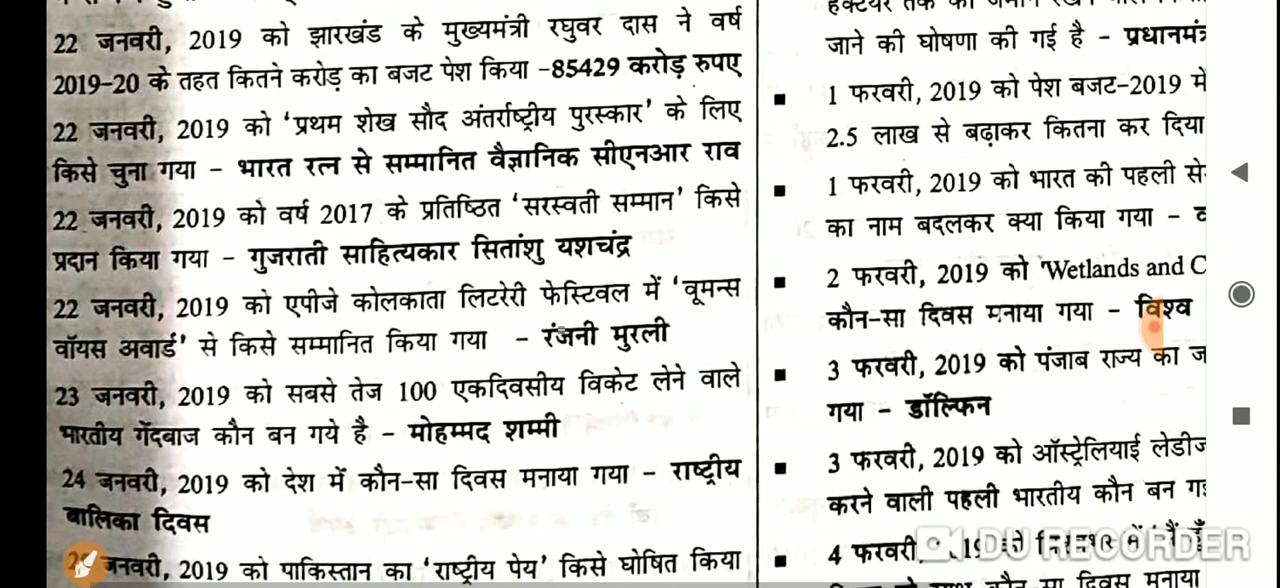 22 जनवरी, 2019 को झारखंड के मुख्यमंत्री रघुवर दास ने वर्ष
2019-20 के तहत कितने करोड़ का बजट पेश किया -85429 करोड़ रुपए
22 जनवरी, 2019 को 'प्रथम शेख सौद अंतर्राष्ट्रीय पुरस्कार' के लिए
किसे चुना गया - भारत रत्न से सम्मानित वैज्ञानिक सीएनआर राव
22 जनवरी, 2019 को वर्ष 2017 के प्रतिष्ठित 'सरस्वती सम्मान' किसे
प्रदान किया गया - गुजराती साहित्यकार सितांशु यशचंद्र
22 जनवरी, 2019 को एपीजे कोलकाता लिटरेरी फेस्टिवल में 'वूमन्स
वॉयस अवार्ड' से किसे सम्मानित किया गया - रंजनी मुरली
23 जनवरी, 2019 को सबसे तेज 100 एकदिवसीय विकेट लेने वाले
भारतीय गेंदबाज कौन बन गये है - मोहम्मद शम्मी
24 जनवरी, 2019 को देश में कौन-सा दिवस मनाया गया - राष्ट्रीय
बालिका दिवस
जनवरी, 2019 को पाकिस्तान का 'राष्ट्रीय पेय' किसे घोषित किया
जाने की घोषणा की गई है - प्रधानमं
1 फरवरी, 2019 को पेश बजट-2019 में
2.5 लाख से बढ़ाकर कितना कर दिया
1 फरवरी, 2019 को भारत की पहली से
का नाम बदलकर क्या किया गया -
2 फरवरी, 2019 को 'Wetlands and C
कौन-सा दिवस मनाया गया - विश्व
3 फरवरी, 2019 को पंजाब राज्य का ज
गया - डॉल्फिन
3 फरवरी, 2019 को ऑस्ट्रेलियाई लेडीज
करने वाली पहली भारतीय कौन बन
4 फरवरी
कौन सा दिवस मनाया
DU RECORDER